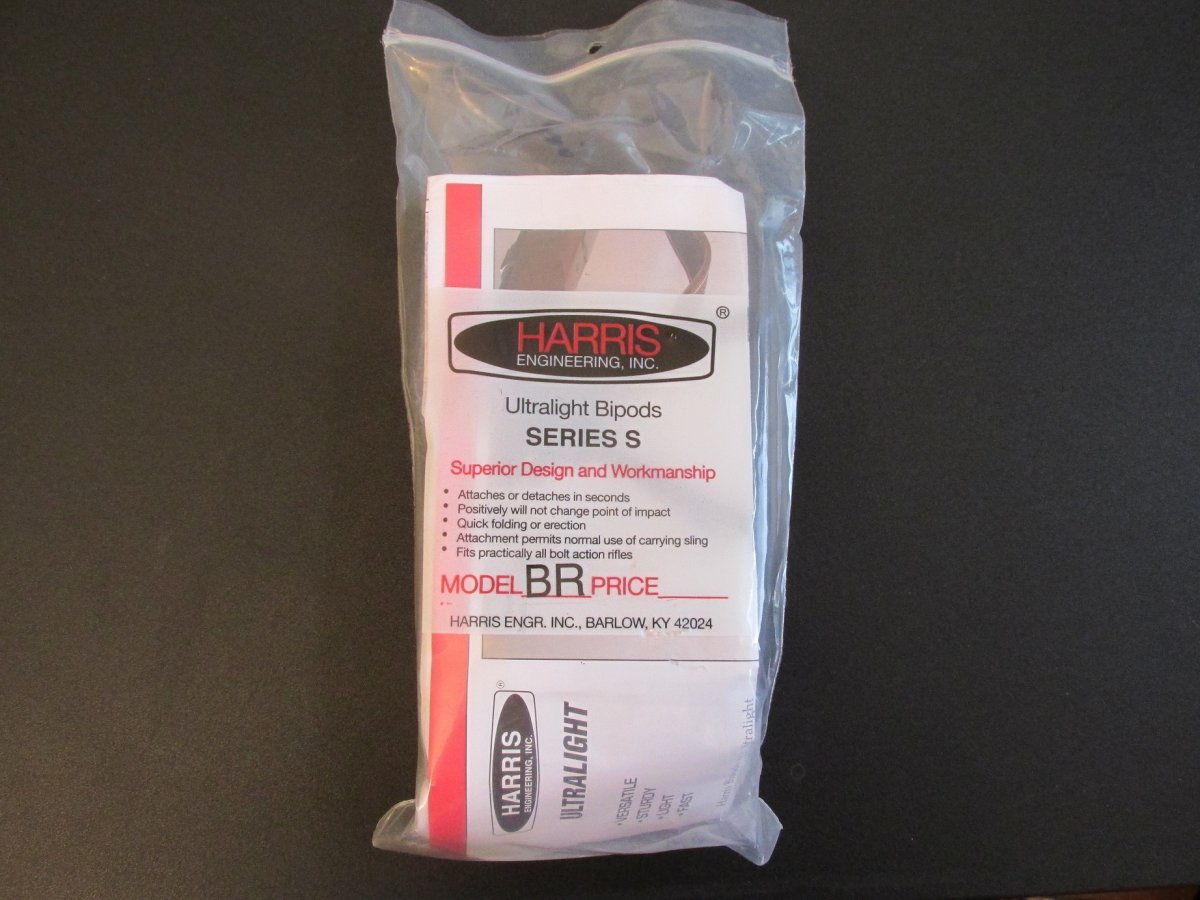 HARRIS
®
ENGINEERING, INC.
Ultralight Bipods
SERIES S
Superior Design and Workmanship
• Attaches or detaches in seconds
• Positively will not change point of impact
• Quick folding or erection
• Attachment permits normal use of carrying sling
• Fits practically all bolt action rifles
MODEL BR PRICE______
HARRIS ENGR. INC., BARLOW, KY 42024
®
HARRIS
ENGINEERING, INC.
ULTRALIGHT
• VERSATILE
• STURDY
• LIGHT
• FAST